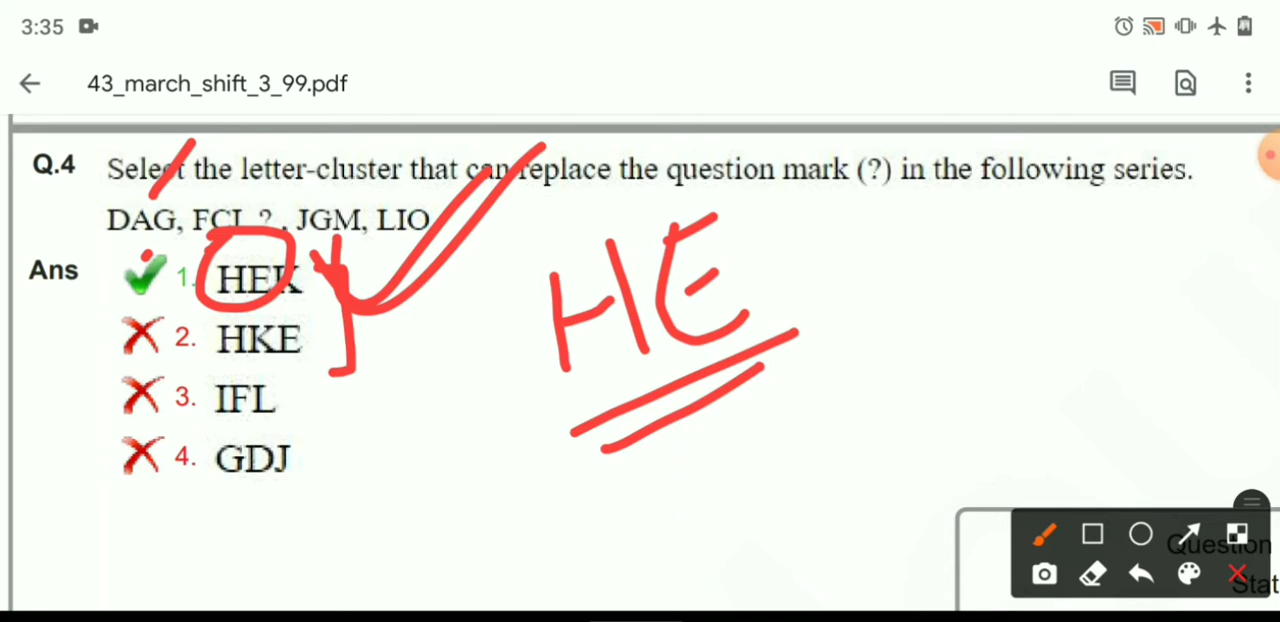 3:35
43_march_shift_3_99.pdf
Q.4 Select the letter-cluster that can replace the question mark (?) in the following series.
DAG, FCI, ?, JGM, LIO
Ans 1. HEK
2. HKE
3. IFL
4. GDJ
HE
Question
Stat